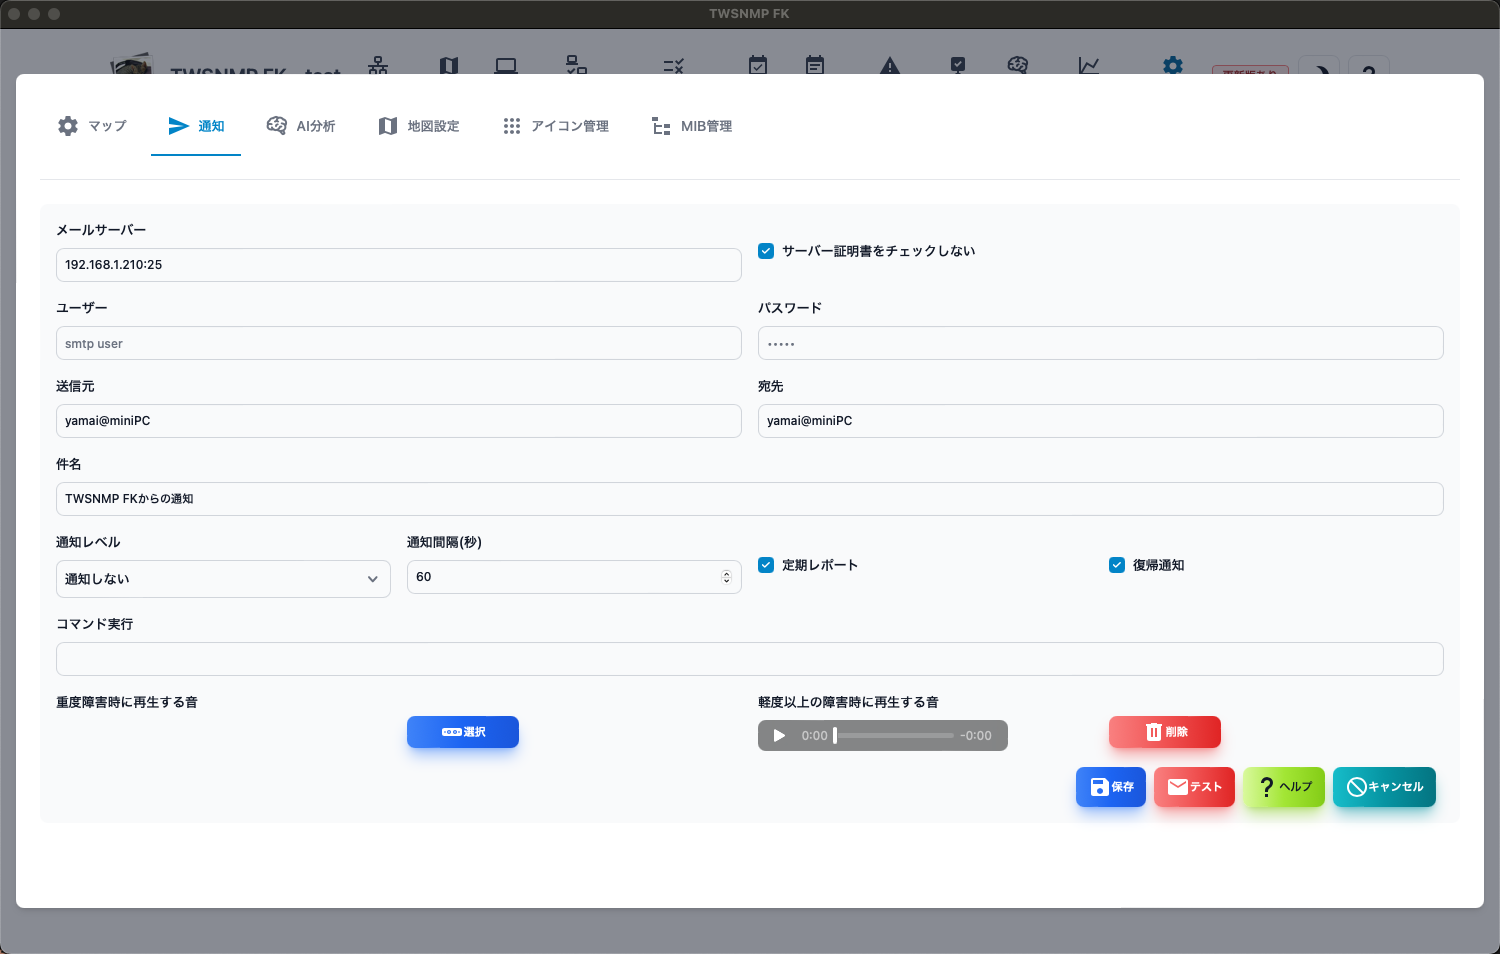 TWSNMP FK
TWSNMP FK - test
更新版あり
マップ
通知
AI分析
地図設定
アイコン管理
MIB管理
メールサーバー
192.168.1.210:25
サーバー証明書をチェックしない
ユーザー
smtp user
パスワード
•••••
送信元
yamai@miniPC
宛先
yamai@miniPC
件名
TWSNMP FKからの通知
通知レベル
通知しない
通知間隔(秒)
60
定期レポート
復帰通知
コマンド実行
重度障害時に再生する音
選択
軽度以上の障害時に再生する音
0:00
-0:00
削除
保存
テスト
ヘルプ
キャンセル